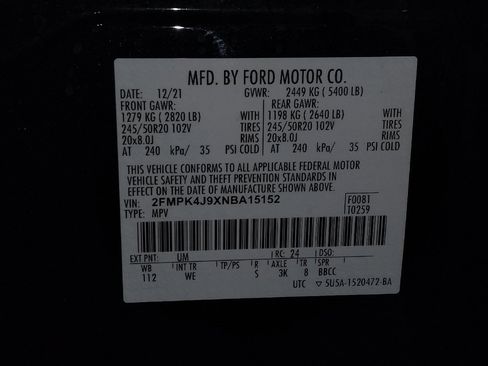 MFD. BY FORD MOTOR CO.
DATE: 12/21 GVWR: 2449 KG ( 5400 LB)
FRONT GAWR: REAR GAWR:
1279 KG ( 2820 LB) WITH 1198 KG ( 2640 LB) WITH
245/50R20 102V TIRES 245/50R20 102V TIRES
20x8.0J RIMS 20x8.0J RIMS
AT 240 kPa/ 35 PSI COLD AT 240 kPa/ 35 PSI COLD
THIS VEHICLE CONFORMS TO ALL APPLICABLE FEDERAL MOTOR
VEHICLE SAFETY AND THEFT PREVENTION STANDARDS IN
EFFECT ON THE DATE OF MANUFACTURE SHOWN ABOVE.
VIN: 2FMPK4J9XNBA15152 F0081
TYPE: MPV T0259
EXT PNT: UM RC: 24 DSO:
WB INT TR TP/PS R AXLE TR SPR
112 WE S 3K 8 BBCC
UTC ▽ 5U5A-1520472-BA